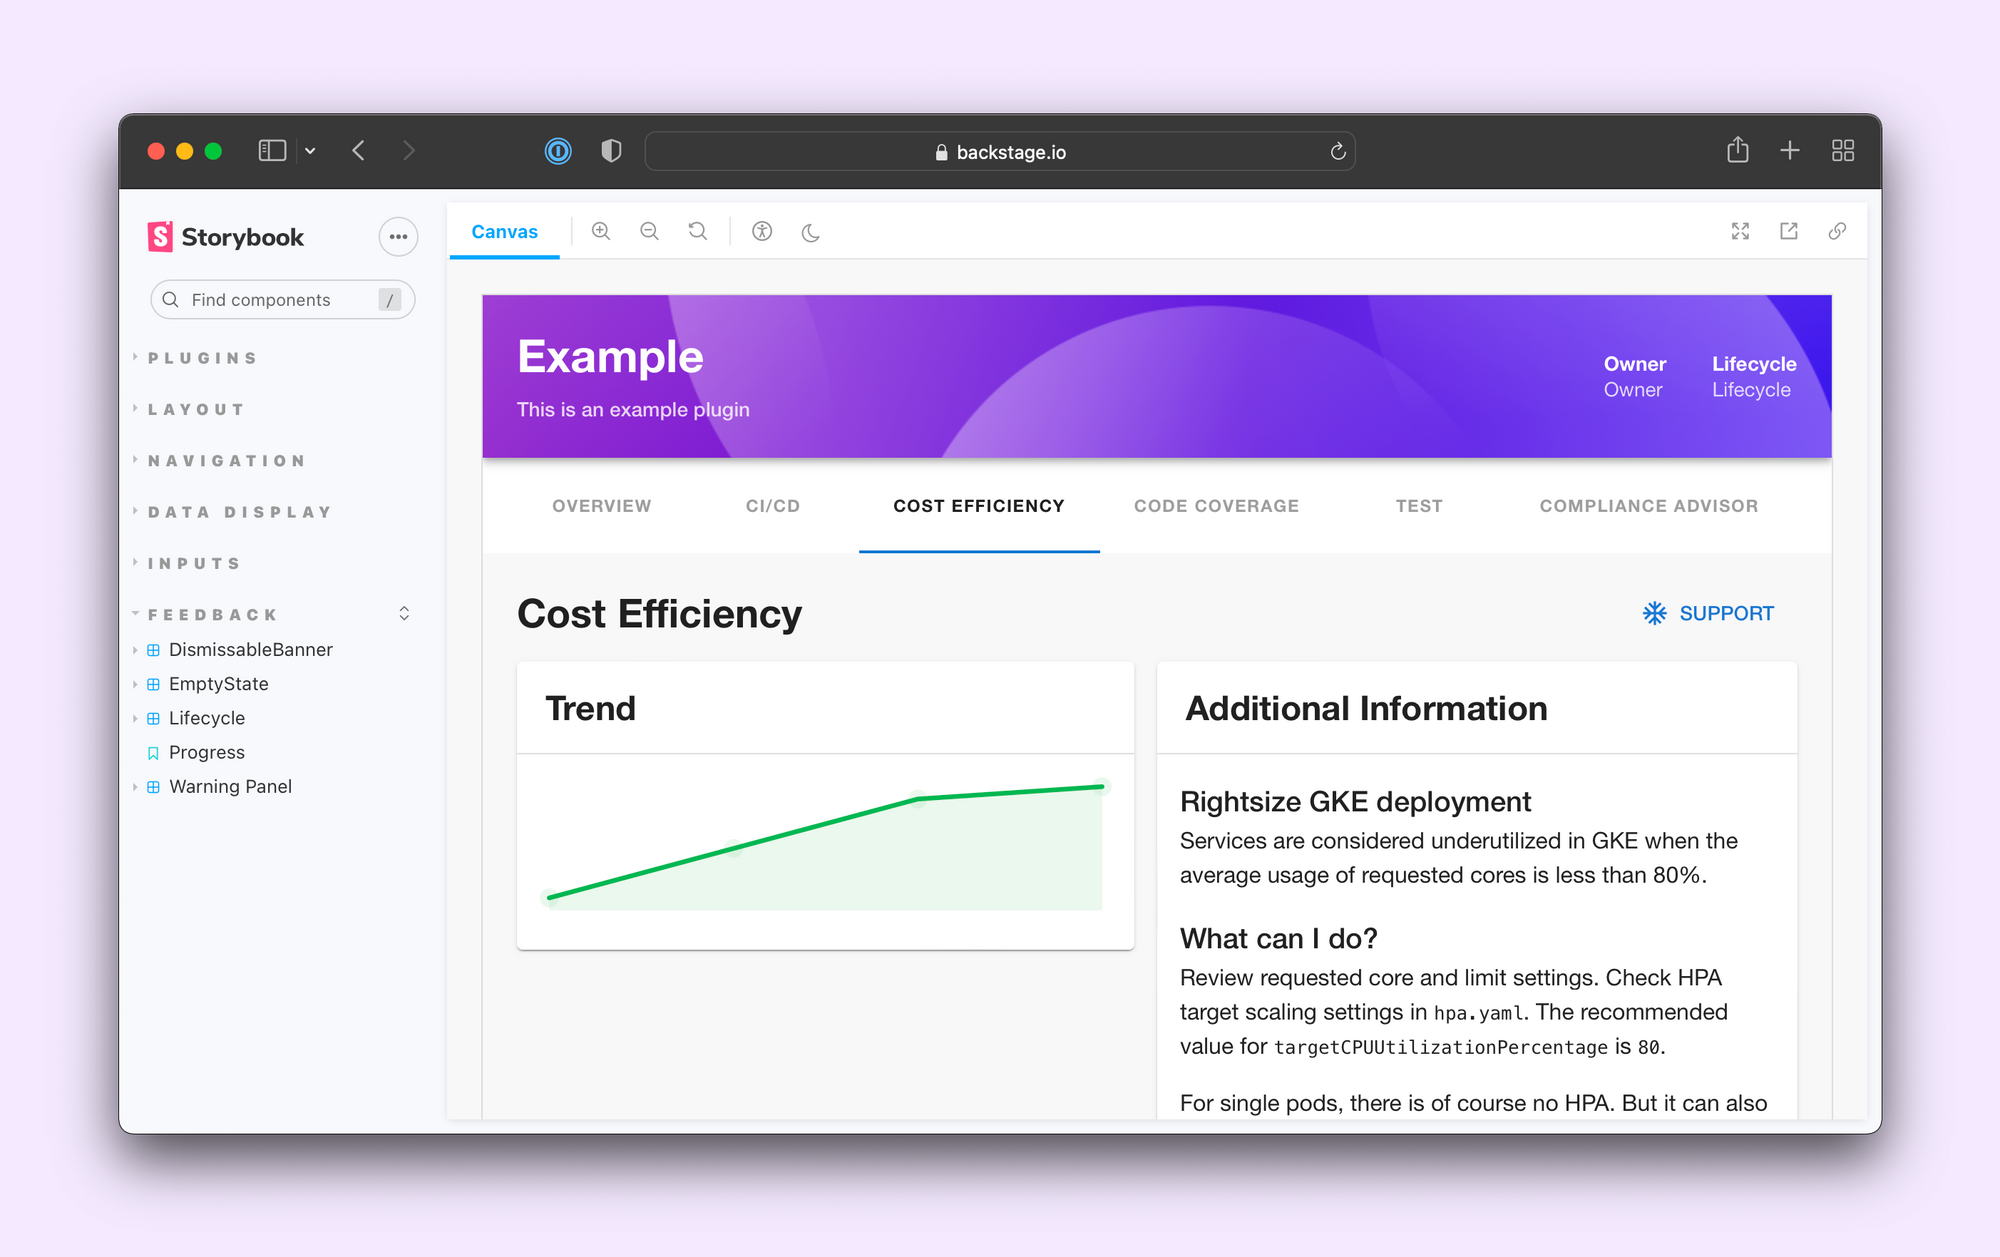 backstage.io
Storybook
Find components
/
PLUGINS
LAYOUT
NAVIGATION
DATA DISPLAY
INPUTS
FEEDBACK
DismissableBanner
EmptyState
Lifecycle
Progress
Warning Panel
Canvas
Example
This is an example plugin
Owner
Owner
Lifecycle
Lifecycle
OVERVIEW
CI/CD
COST EFFICIENCY
CODE COVERAGE
TEST
COMPLIANCE ADVISOR
Cost Efficiency
SUPPORT
Trend
Additional Information
Rightsize GKE deployment
Services are considered underutilized in GKE when the
average usage of requested cores is less than 80%.
What can I do?
Review requested core and limit settings. Check HPA
target scaling settings in hpa.yaml. The recommended
value for targetCPUUtilizationPercentage is 80.
For single pods, there is of course no HPA. But it can also